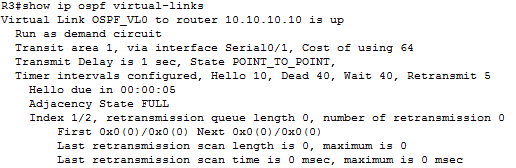 R3#show ip ospf virtual-links
Virtual Link OSPF_VL0 to router 10.10.10.10 is up
Run as demand circuit
Transit area 1, via interface Serial0/1, Cost of using 64
Transmit Delay is 1 sec, State POINT_TO_POINT,
Timer intervals configured, Hello 10, Dead 40, Wait 40, Retransmit 5
Hello due in 00:00:05
Adjacency State FULL
Index 1/2, retransmission queue length 0, number of retransmission 0
First 0x0(0)/0x0(0) Next 0x0(0)/0x0(0)
Last retransmission scan length is 0, maximum is 0
Last retransmission scan time is 0 msec, maximum is 0 msec